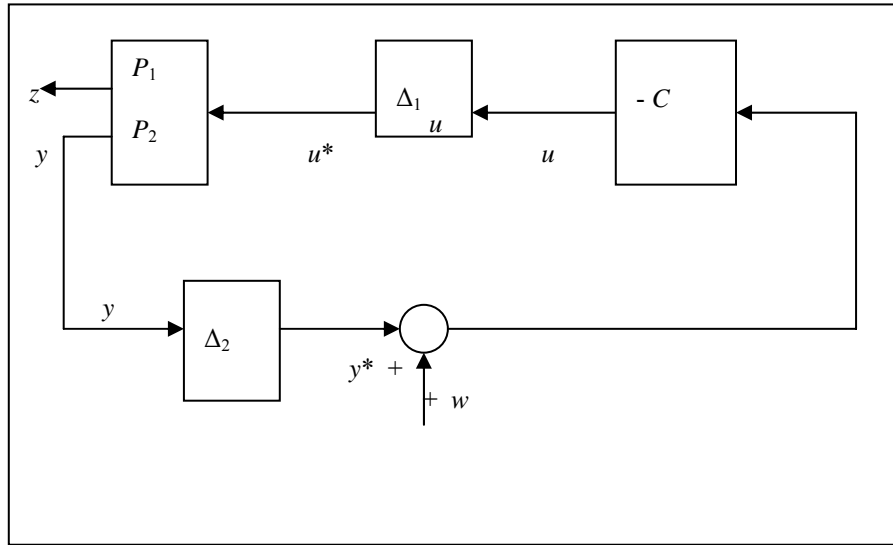 P₁
z
P₂
y
Δ₁
u
u*
u
- C
y
Δ₂
y* +
+ w